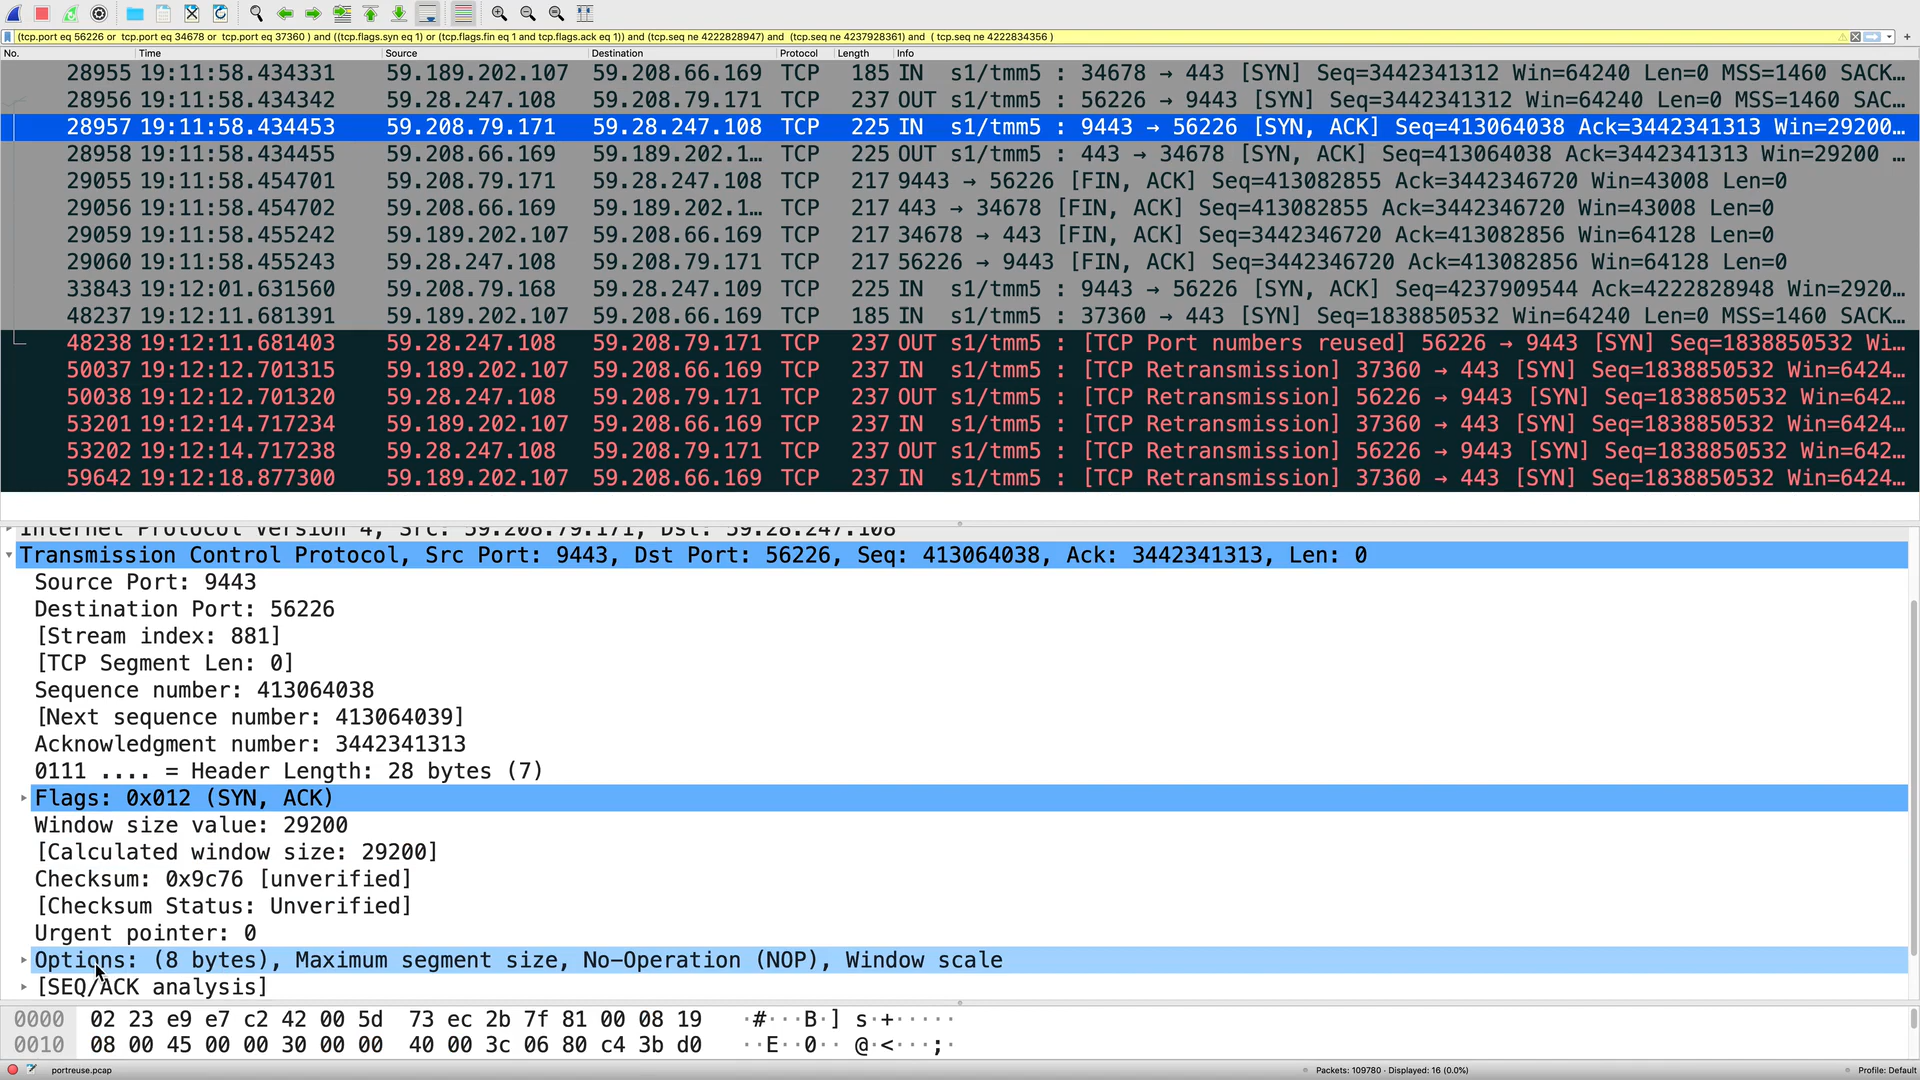 (tcp.port eq 56226 or  tcp.port eq 34678 or  tcp.port eq 37360 ) and ((tcp.flags.syn eq 1) or (tcp.flags.fin eq 1 and tcp.flags.ack eq 1)) and (tcp.seq ne 4222828947) and  (tcp.seq ne 4237928361) and  ( tcp.seq ne 4222834356 )
No. Time Source Destination Protocol Length Info
28955 19:11:58.434331 59.189.202.107 59.208.66.169 TCP 185 IN  s1/tmm5 : 34678 → 443 [SYN] Seq=3442341312 Win=64240 Len=0 MSS=1460 SACK…
28956 19:11:58.434342 59.28.247.108 59.208.79.171 TCP 237 OUT s1/tmm5 : 56226 → 9443 [SYN] Seq=3442341312 Win=64240 Len=0 MSS=1460 SAC…
28957 19:11:58.434453 59.208.79.171 59.28.247.108 TCP 225 IN  s1/tmm5 : 9443 → 56226 [SYN, ACK] Seq=413064038 Ack=3442341313 Win=29200…
28958 19:11:58.434455 59.208.66.169 59.189.202.1… TCP 225 OUT s1/tmm5 : 443 → 34678 [SYN, ACK] Seq=413064038 Ack=3442341313 Win=29200 …
29055 19:11:58.454701 59.208.79.171 59.28.247.108 TCP 217 9443 → 56226 [FIN, ACK] Seq=413082855 Ack=3442346720 Win=43008 Len=0
29056 19:11:58.454702 59.208.66.169 59.189.202.1… TCP 217 443 → 34678 [FIN, ACK] Seq=413082855 Ack=3442346720 Win=43008 Len=0
29059 19:11:58.455242 59.189.202.107 59.208.66.169 TCP 217 34678 → 443 [FIN, ACK] Seq=3442346720 Ack=413082856 Win=64128 Len=0
29060 19:11:58.455243 59.28.247.108 59.208.79.171 TCP 217 56226 → 9443 [FIN, ACK] Seq=3442346720 Ack=413082856 Win=64128 Len=0
33843 19:12:01.631560 59.208.79.168 59.28.247.109 TCP 225 IN  s1/tmm5 : 9443 → 56226 [SYN, ACK] Seq=4237909544 Ack=4222828948 Win=2920…
48237 19:12:11.681391 59.189.202.107 59.208.66.169 TCP 185 IN  s1/tmm5 : 37360 → 443 [SYN] Seq=1838850532 Win=64240 Len=0 MSS=1460 SACK…
48238 19:12:11.681403 59.28.247.108 59.208.79.171 TCP 237 OUT s1/tmm5 : [TCP Port numbers reused] 56226 → 9443 [SYN] Seq=1838850532 Wi…
50037 19:12:12.701315 59.189.202.107 59.208.66.169 TCP 237 IN  s1/tmm5 : [TCP Retransmission] 37360 → 443 [SYN] Seq=1838850532 Win=6424…
50038 19:12:12.701320 59.28.247.108 59.208.79.171 TCP 237 OUT s1/tmm5 : [TCP Retransmission] 56226 → 9443 [SYN] Seq=1838850532 Win=642…
53201 19:12:14.717234 59.189.202.107 59.208.66.169 TCP 237 IN  s1/tmm5 : [TCP Retransmission] 37360 → 443 [SYN] Seq=1838850532 Win=6424…
53202 19:12:14.717238 59.28.247.108 59.208.79.171 TCP 237 OUT s1/tmm5 : [TCP Retransmission] 56226 → 9443 [SYN] Seq=1838850532 Win=642…
59642 19:12:18.877300 59.189.202.107 59.208.66.169 TCP 237 IN  s1/tmm5 : [TCP Retransmission] 37360 → 443 [SYN] Seq=1838850532 Win=6424…
Internet Protocol Version 4, Src: 59.208.79.171, Dst: 59.28.247.108
Transmission Control Protocol, Src Port: 9443, Dst Port: 56226, Seq: 413064038, Ack: 3442341313, Len: 0
Source Port: 9443
Destination Port: 56226
[Stream index: 881]
[TCP Segment Len: 0]
Sequence number: 413064038
[Next sequence number: 413064039]
Acknowledgment number: 3442341313
0111 .... = Header Length: 28 bytes (7)
Flags: 0x012 (SYN, ACK)
Window size value: 29200
[Calculated window size: 29200]
Checksum: 0x9c76 [unverified]
[Checksum Status: Unverified]
Urgent pointer: 0
Options: (8 bytes), Maximum segment size, No-Operation (NOP), Window scale
[SEQ/ACK analysis]
0000 02 23 e9 e7 c2 42 00 5d  73 ec 2b 7f 81 00 08 19 ·#···B·] s·+·····
0010 08 00 45 00 00 30 00 00  40 00 3c 06 80 c4 3b d0 ··E··0·· @·<···;·
portreuse.pcap Packets: 109780 · Displayed: 16 (0.0%) Profile: Default